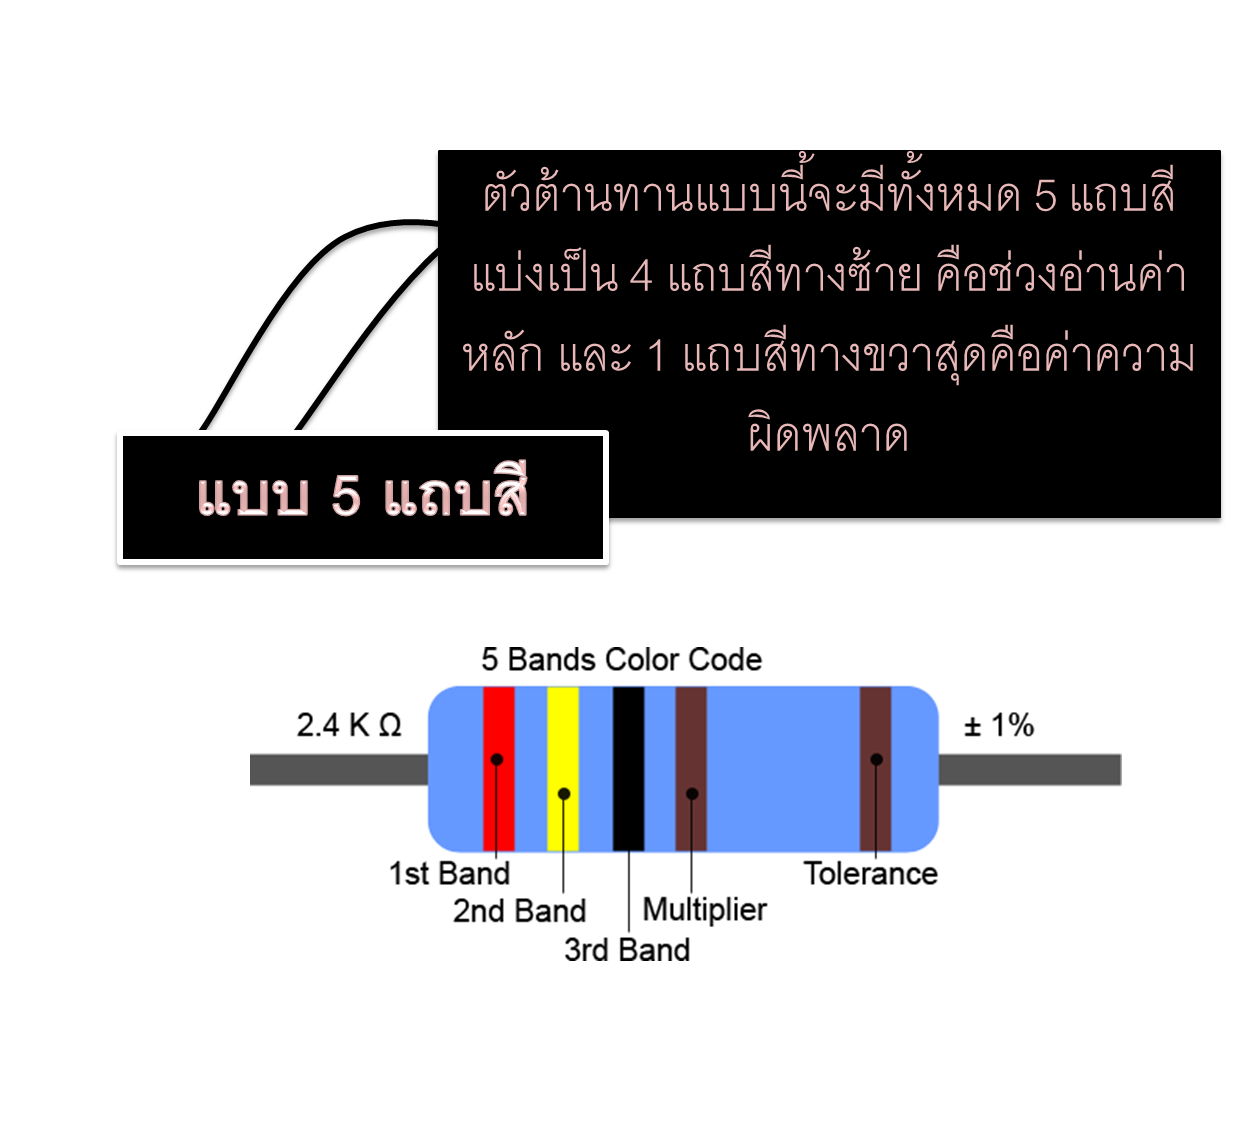 ตัวต้านทานแบบนี้จะมีทั้งหมด 5 แถบสี
แบ่งเป็น 4 แถบสีทางซ้าย คือช่วงอ่านค่า
หลัก และ 1 แถบสีทางขวาสุดคือค่าความ
ผิดพลาด
แบบ 5 แถบสี
5 Bands Color Code
2.4 K Ω
± 1%
1st Band
Tolerance
2nd Band
Multiplier
3rd Band